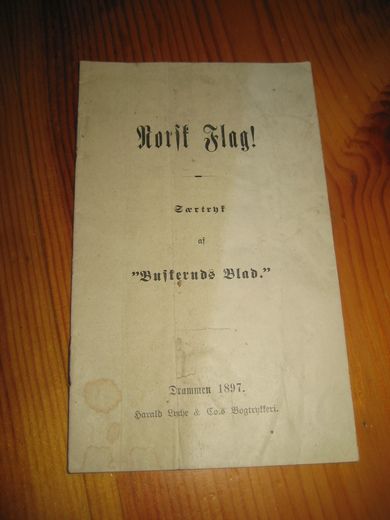 Norsk Flag!
Særtryk
af
"Buskeruds Blad."
Drammen 1897.
Harald Lyche & Co.s Bogtrykkeri.